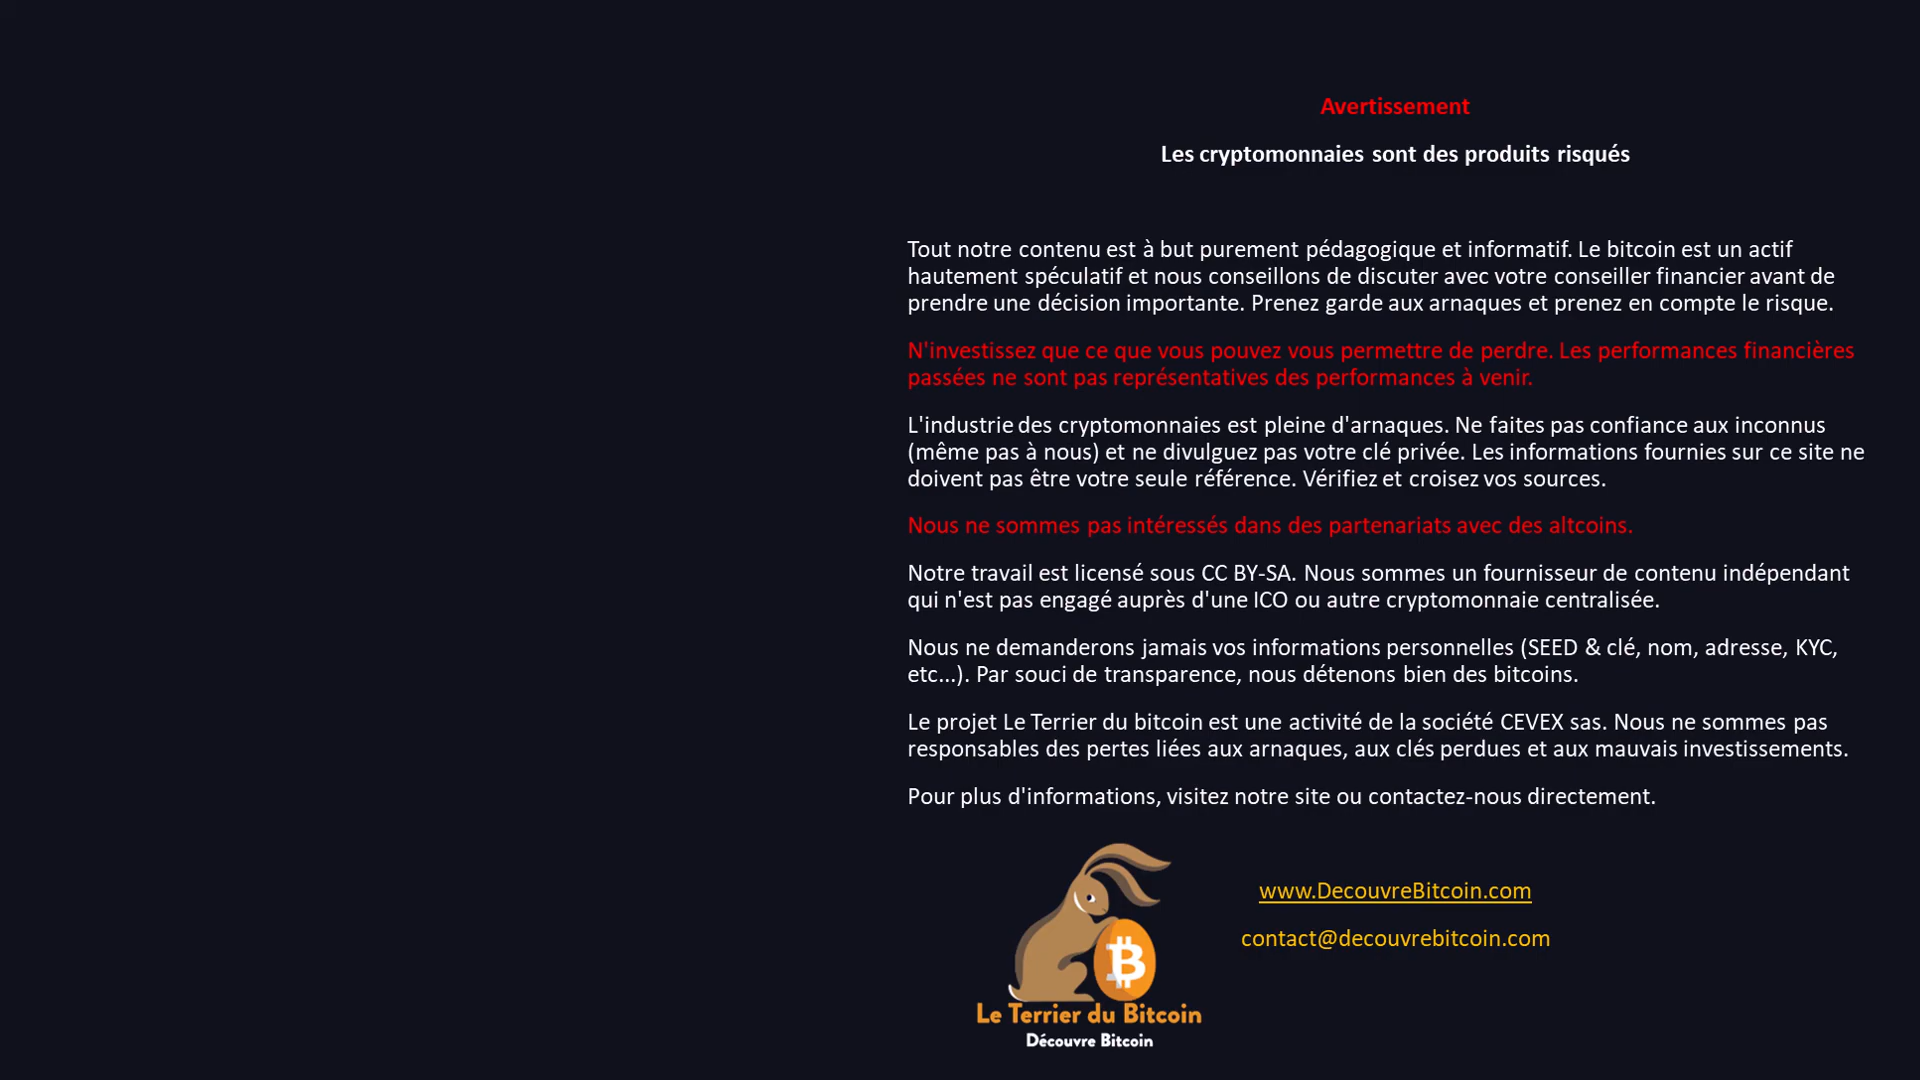 Avertissement
Les cryptomonnaies sont des produits risqués
Tout notre contenu est à but purement pédagogique et informatif. Le bitcoin est un actif
hautement spéculatif et nous conseillons de discuter avec votre conseiller financier avant de
prendre une décision importante. Prenez garde aux arnaques et prenez en compte le risque.
N'investissez que ce que vous pouvez vous permettre de perdre. Les performances financières
passées ne sont pas représentatives des performances à venir.
L'industrie des cryptomonnaies est pleine d'arnaques. Ne faites pas confiance aux inconnus
(même pas à nous) et ne divulguez pas votre clé privée. Les informations fournies sur ce site ne
doivent pas être votre seule référence. Vérifiez et croisez vos sources.
Nous ne sommes pas intéressés dans des partenariats avec des altcoins.
Notre travail est licensé sous CC BY-SA. Nous sommes un fournisseur de contenu indépendant
qui n'est pas engagé auprès d'une ICO ou autre cryptomonnaie centralisée.
Nous ne demanderons jamais vos informations personnelles (SEED & clé, nom, adresse, KYC,
etc...). Par souci de transparence, nous détenons bien des bitcoins.
Le projet Le Terrier du bitcoin est une activité de la société CEVEX sas. Nous ne sommes pas
responsables des pertes liées aux arnaques, aux clés perdues et aux mauvais investissements.
Pour plus d'informations, visitez notre site ou contactez-nous directement.
www.DecouvreBitcoin.com
contact@decouvrebitcoin.com
Le Terrier du Bitcoin
Découvre Bitcoin